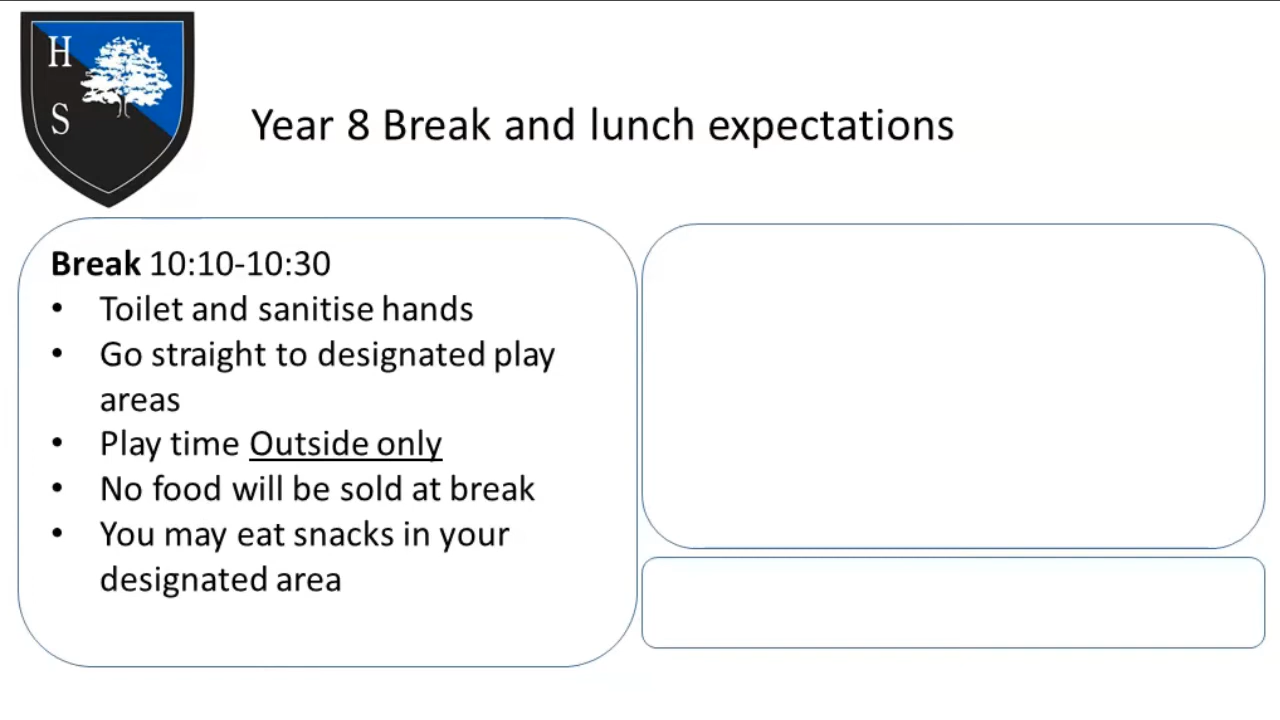 H
S
Year 8 Break and lunch expectations
Break 10:10-10:30
• Toilet and sanitise hands
• Go straight to designated play
areas
• Play time Outside only
• No food will be sold at break
• You may eat snacks in your
designated area